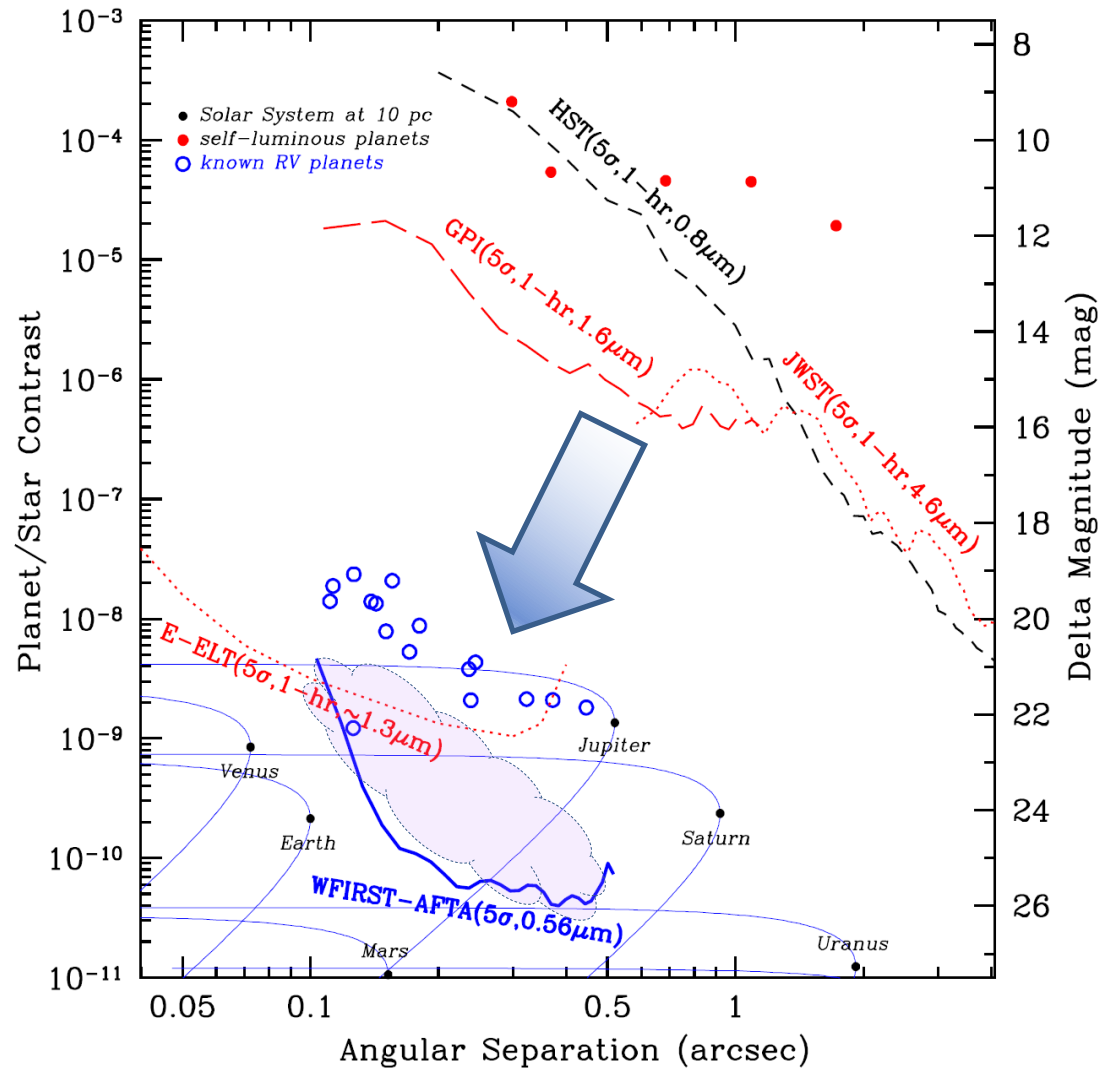 10⁻³
10⁻⁴
10⁻⁵
10⁻⁶
10⁻⁷
10⁻⁸
10⁻⁹
10⁻¹⁰
10⁻¹¹
Planet/Star Contrast
8
10
12
14
16
18
20
22
24
26
Delta Magnitude (mag)
0.05
0.1
0.5
1
Angular Separation (arcsec)
Solar System at 10 pc
self-luminous planets
known RV planets
HST(5σ,1-hr,0.8μm)
GPI(5σ,1-hr,1.6μm)
JWST(5σ,1-hr,4.6μm)
E-ELT(5σ,1-hr,~1.3μm)
Jupiter
Venus
Earth
Saturn
WFIRST-AFTA(5σ,0.56μm)
Mars
Uranus